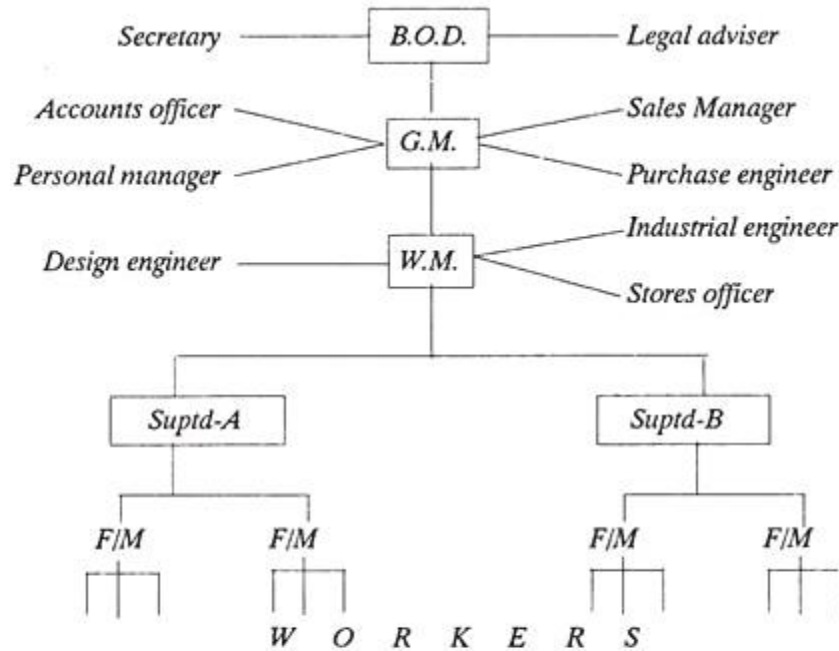 Secretary B.O.D. Legal adviser
Accounts officer Sales Manager
G.M.
Personal manager Purchase engineer
Industrial engineer
Design engineer W.M.
Stores officer
Suptd-A Suptd-B
F/M F/M F/M F/M
W O R K E R S